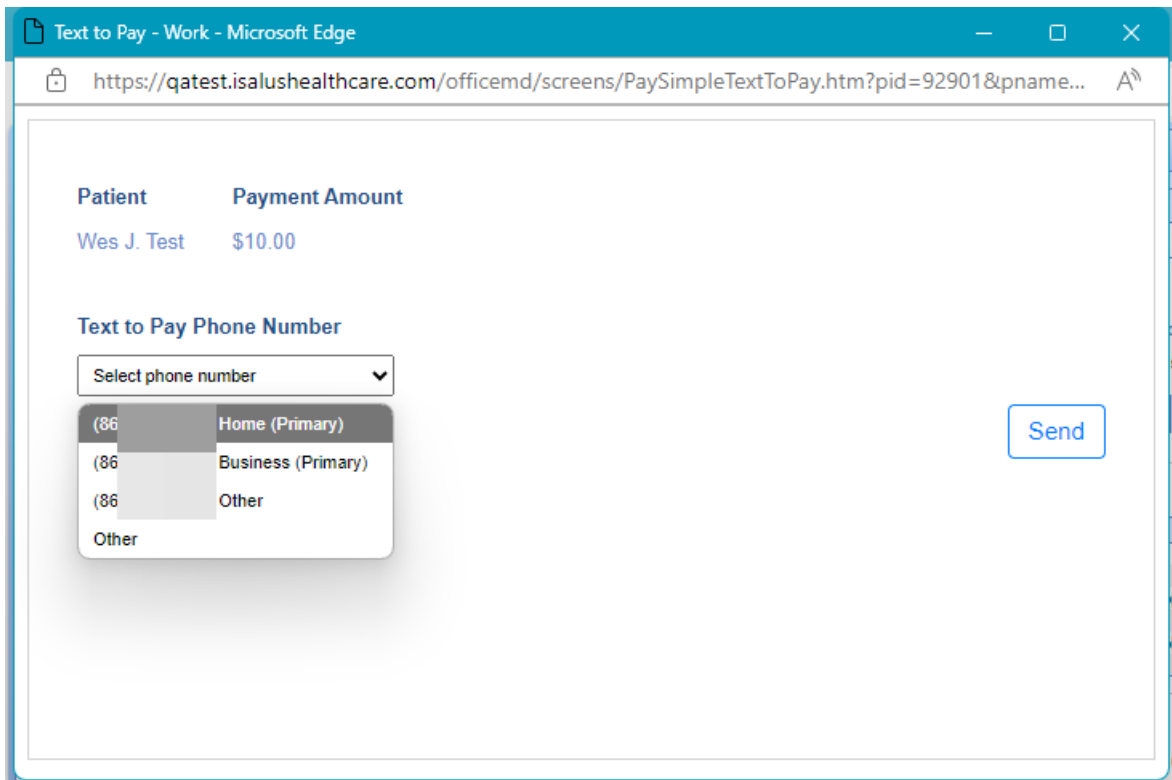 Text to Pay - Work - Microsoft Edge
https://qatest.isalushealthcare.com/officemd/screens/PaySimpleTextToPay.htm?pid=92901&pname...
Patient Payment Amount
Wes J. Test $10.00
Text to Pay Phone Number
Select phone number
(86 Home (Primary)
(86 Business (Primary)
(86 Other
Other
Send